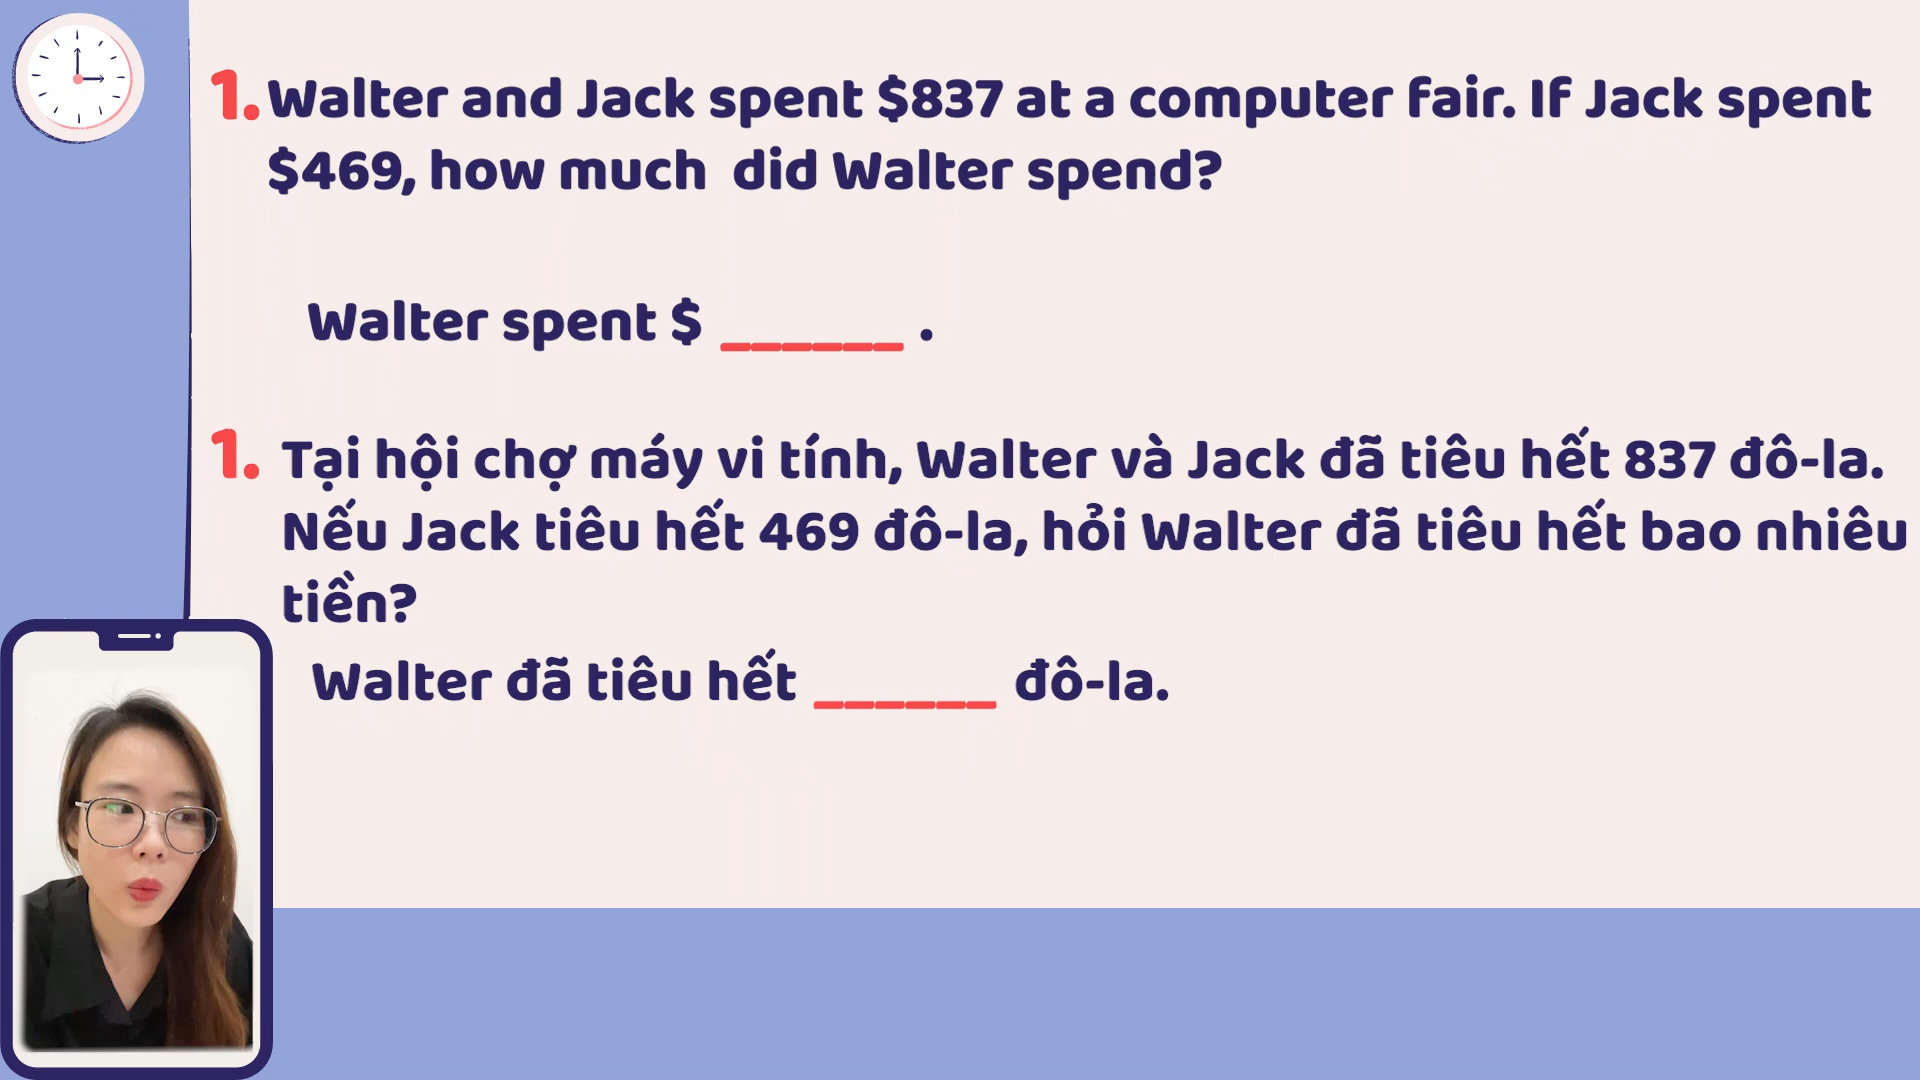 1. Walter and Jack spent $837 at a computer fair. If Jack spent
$469, how much did Walter spend?
Walter spent $ ______ .
1. Tại hội chợ máy vi tính, Walter và Jack đã tiêu hết 837 đô-la.
Nếu Jack tiêu hết 469 đô-la, hỏi Walter đã tiêu hết bao nhiêu
tiền?
Walter đã tiêu hết ______ đô-la.